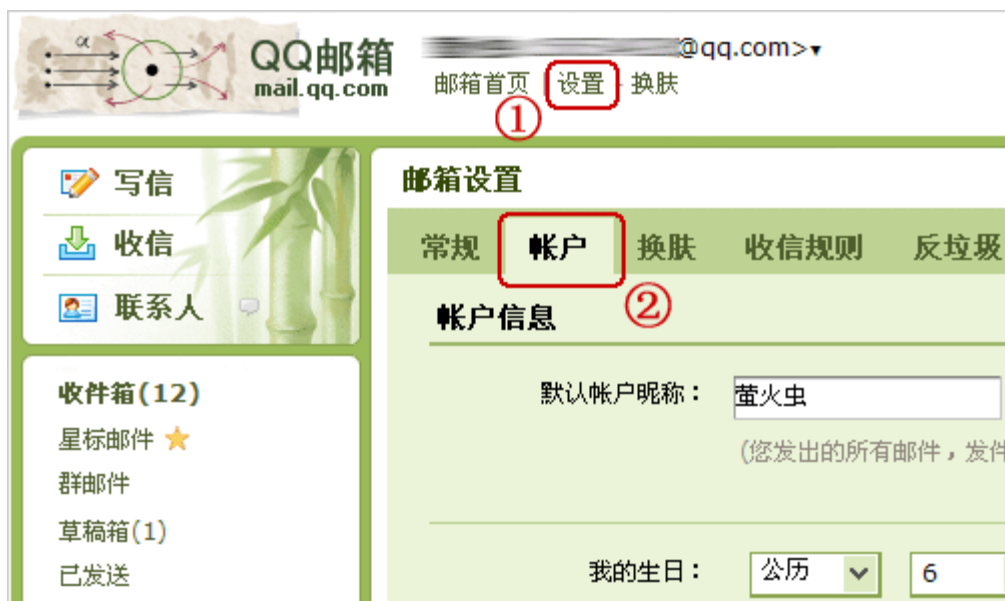 α
QQ邮箱
mail.qq.com
@qq.com>▾
邮箱首页 | 设置 - 换肤
①
写信
收信
联系人
邮箱设置
常规 帐户 换肤 收信规则 反垃圾
②
帐户信息
默认帐户昵称: 萤火虫
(您发出的所有邮件,发件
我的生日: 公历 6
收件箱(12)
星标邮件
群邮件
草稿箱(1)
已发送